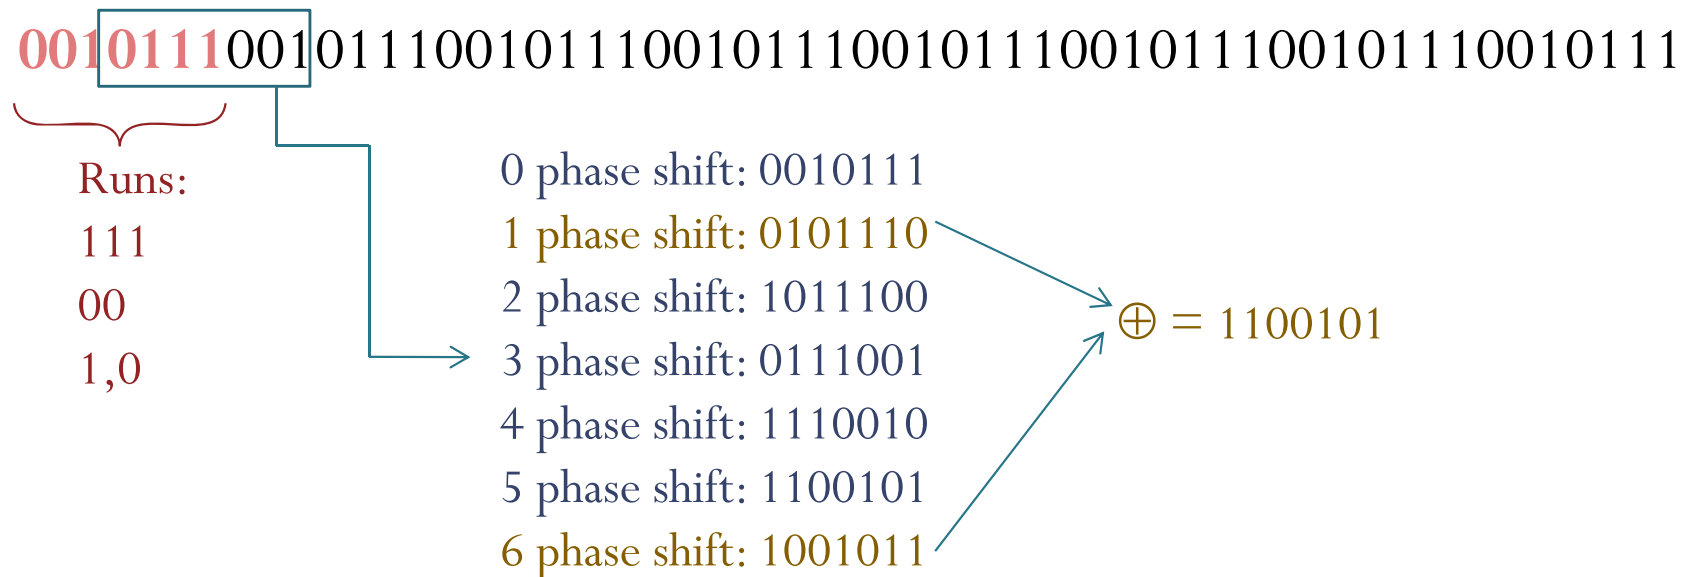 00101110010111001011100101110010111001011100101110010111
Runs:
111
00
1,0
0 phase shift: 0010111
1 phase shift: 0101110
2 phase shift: 1011100
3 phase shift: 0111001
4 phase shift: 1110010
5 phase shift: 1100101
6 phase shift: 1001011
⊕ = 1100101